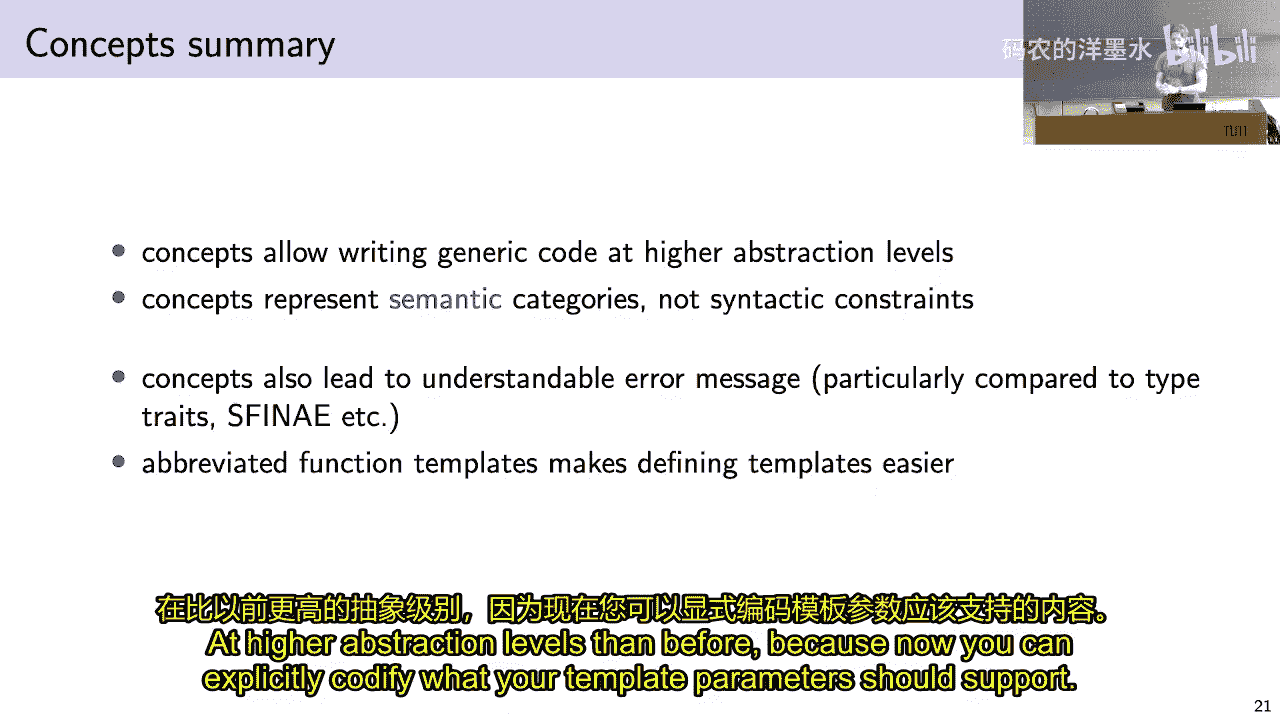 Concepts summary
码农的洋墨水 bilibili
TUM
• concepts allow writing generic code at higher abstraction levels
• concepts represent semantic categories, not syntactic constraints
• concepts also lead to understandable error message (particularly compared to type
traits, SFINAE etc.)
• abbreviated function templates makes defining templates easier
在比以前更高的抽象级别，因为现在您可以显式编码模板参数应该支持的内容。
At higher abstraction levels than before, because now you can
explicitly codify what your template parameters should support.
21